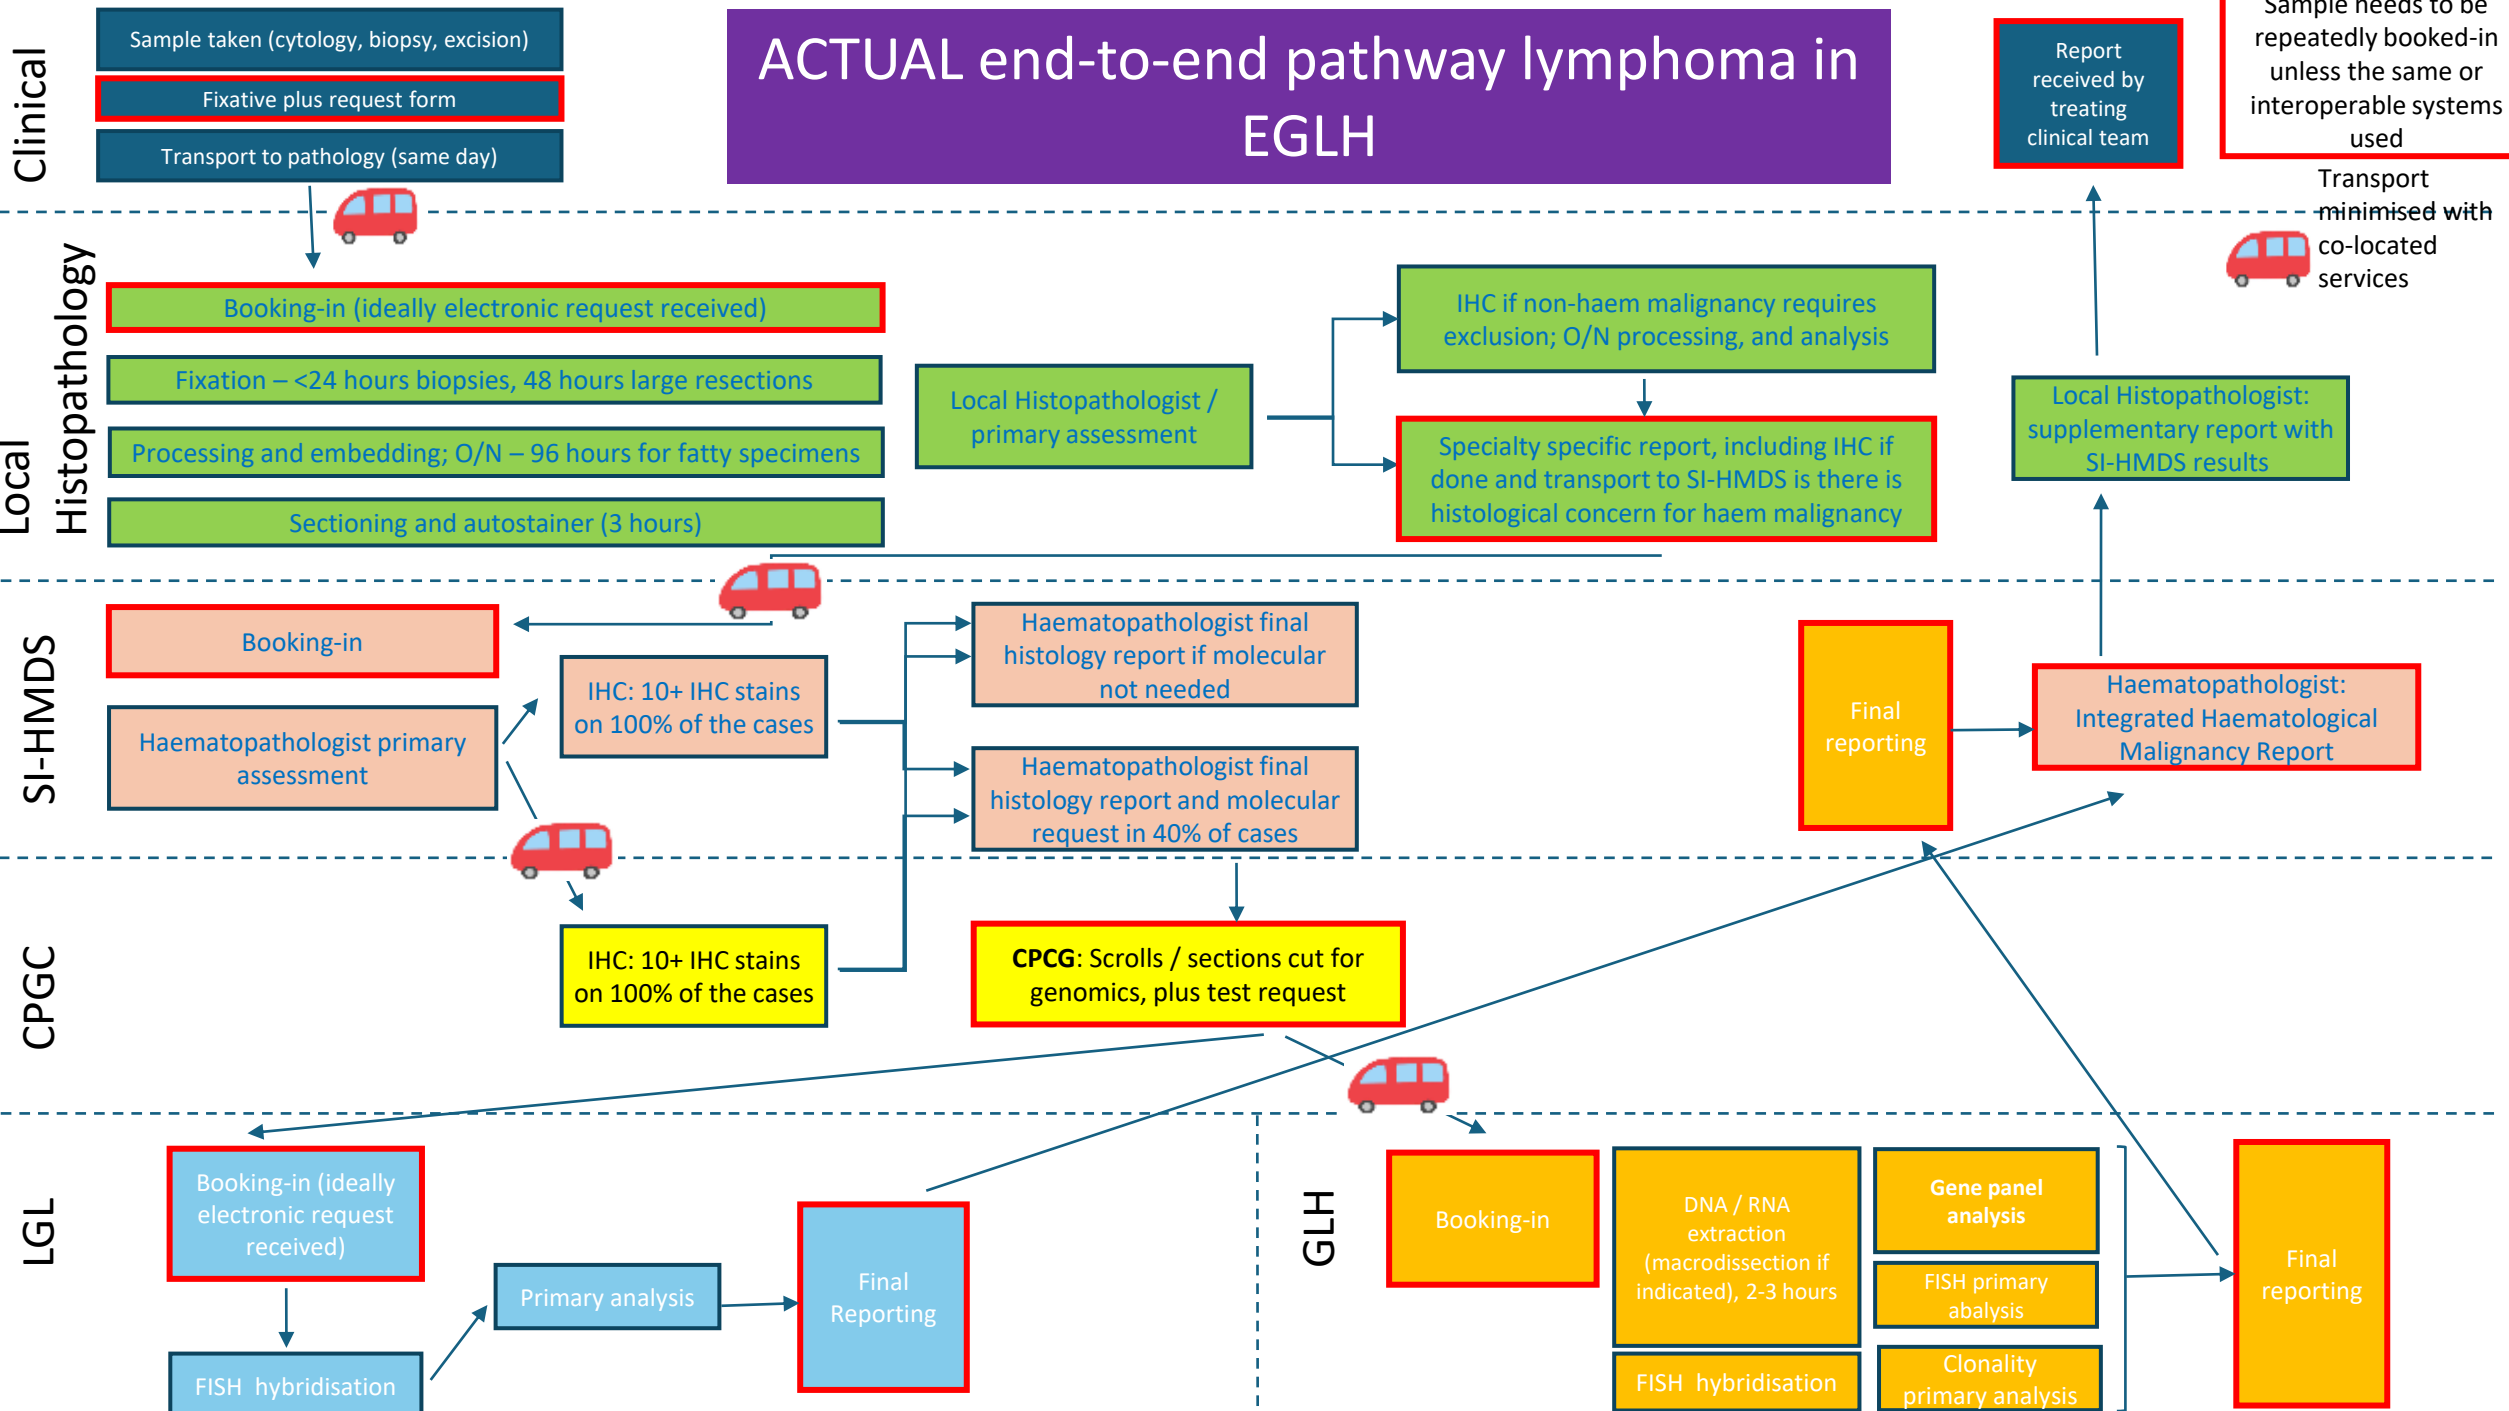 Clinical
Sample taken (cytology, biopsy, excision)
Fixative plus request form
Transport to pathology (same day)
ACTUAL end-to-end pathway lymphoma in
EGLH
Report
received by
treating
clinical team
Sample needs to be
repeatedly booked-in
unless the same or
interoperable systems
used
Transport
minimised with
co-located
services
Local
Histopathology
Booking-in (ideally electronic request received)
Fixation – <24 hours biopsies, 48 hours large resections
Processing and embedding; O/N – 96 hours for fatty specimens
Sectioning and autostainer (3 hours)
Local Histopathologist /
primary assessment
IHC if non-haem malignancy requires
exclusion; O/N processing, and analysis
Specialty specific report, including IHC if
done and transport to SI-HMDS is there is
histological concern for haem malignancy
Local Histopathologist:
supplementary report with
SI-HMDS results
SI-HMDS
Booking-in
Haematopathologist primary
assessment
IHC: 10+ IHC stains
on 100% of the cases
Haematopathologist final
histology report if molecular
not needed
Haematopathologist final
histology report and molecular
request in 40% of cases
Final
reporting
Haematopathologist:
Integrated Haematological
Malignancy Report
CPGC
IHC: 10+ IHC stains
on 100% of the cases
CPCG: Scrolls / sections cut for
genomics, plus test request
LGL
Booking-in (ideally
electronic request
received)
FISH hybridisation
Primary analysis
Final
Reporting
GLH
Booking-in
DNA / RNA
extraction
(macrodissection if
indicated), 2-3 hours
FISH hybridisation
Gene panel
analysis
FISH primary
abalysis
Clonality
primary analysis
Final
reporting